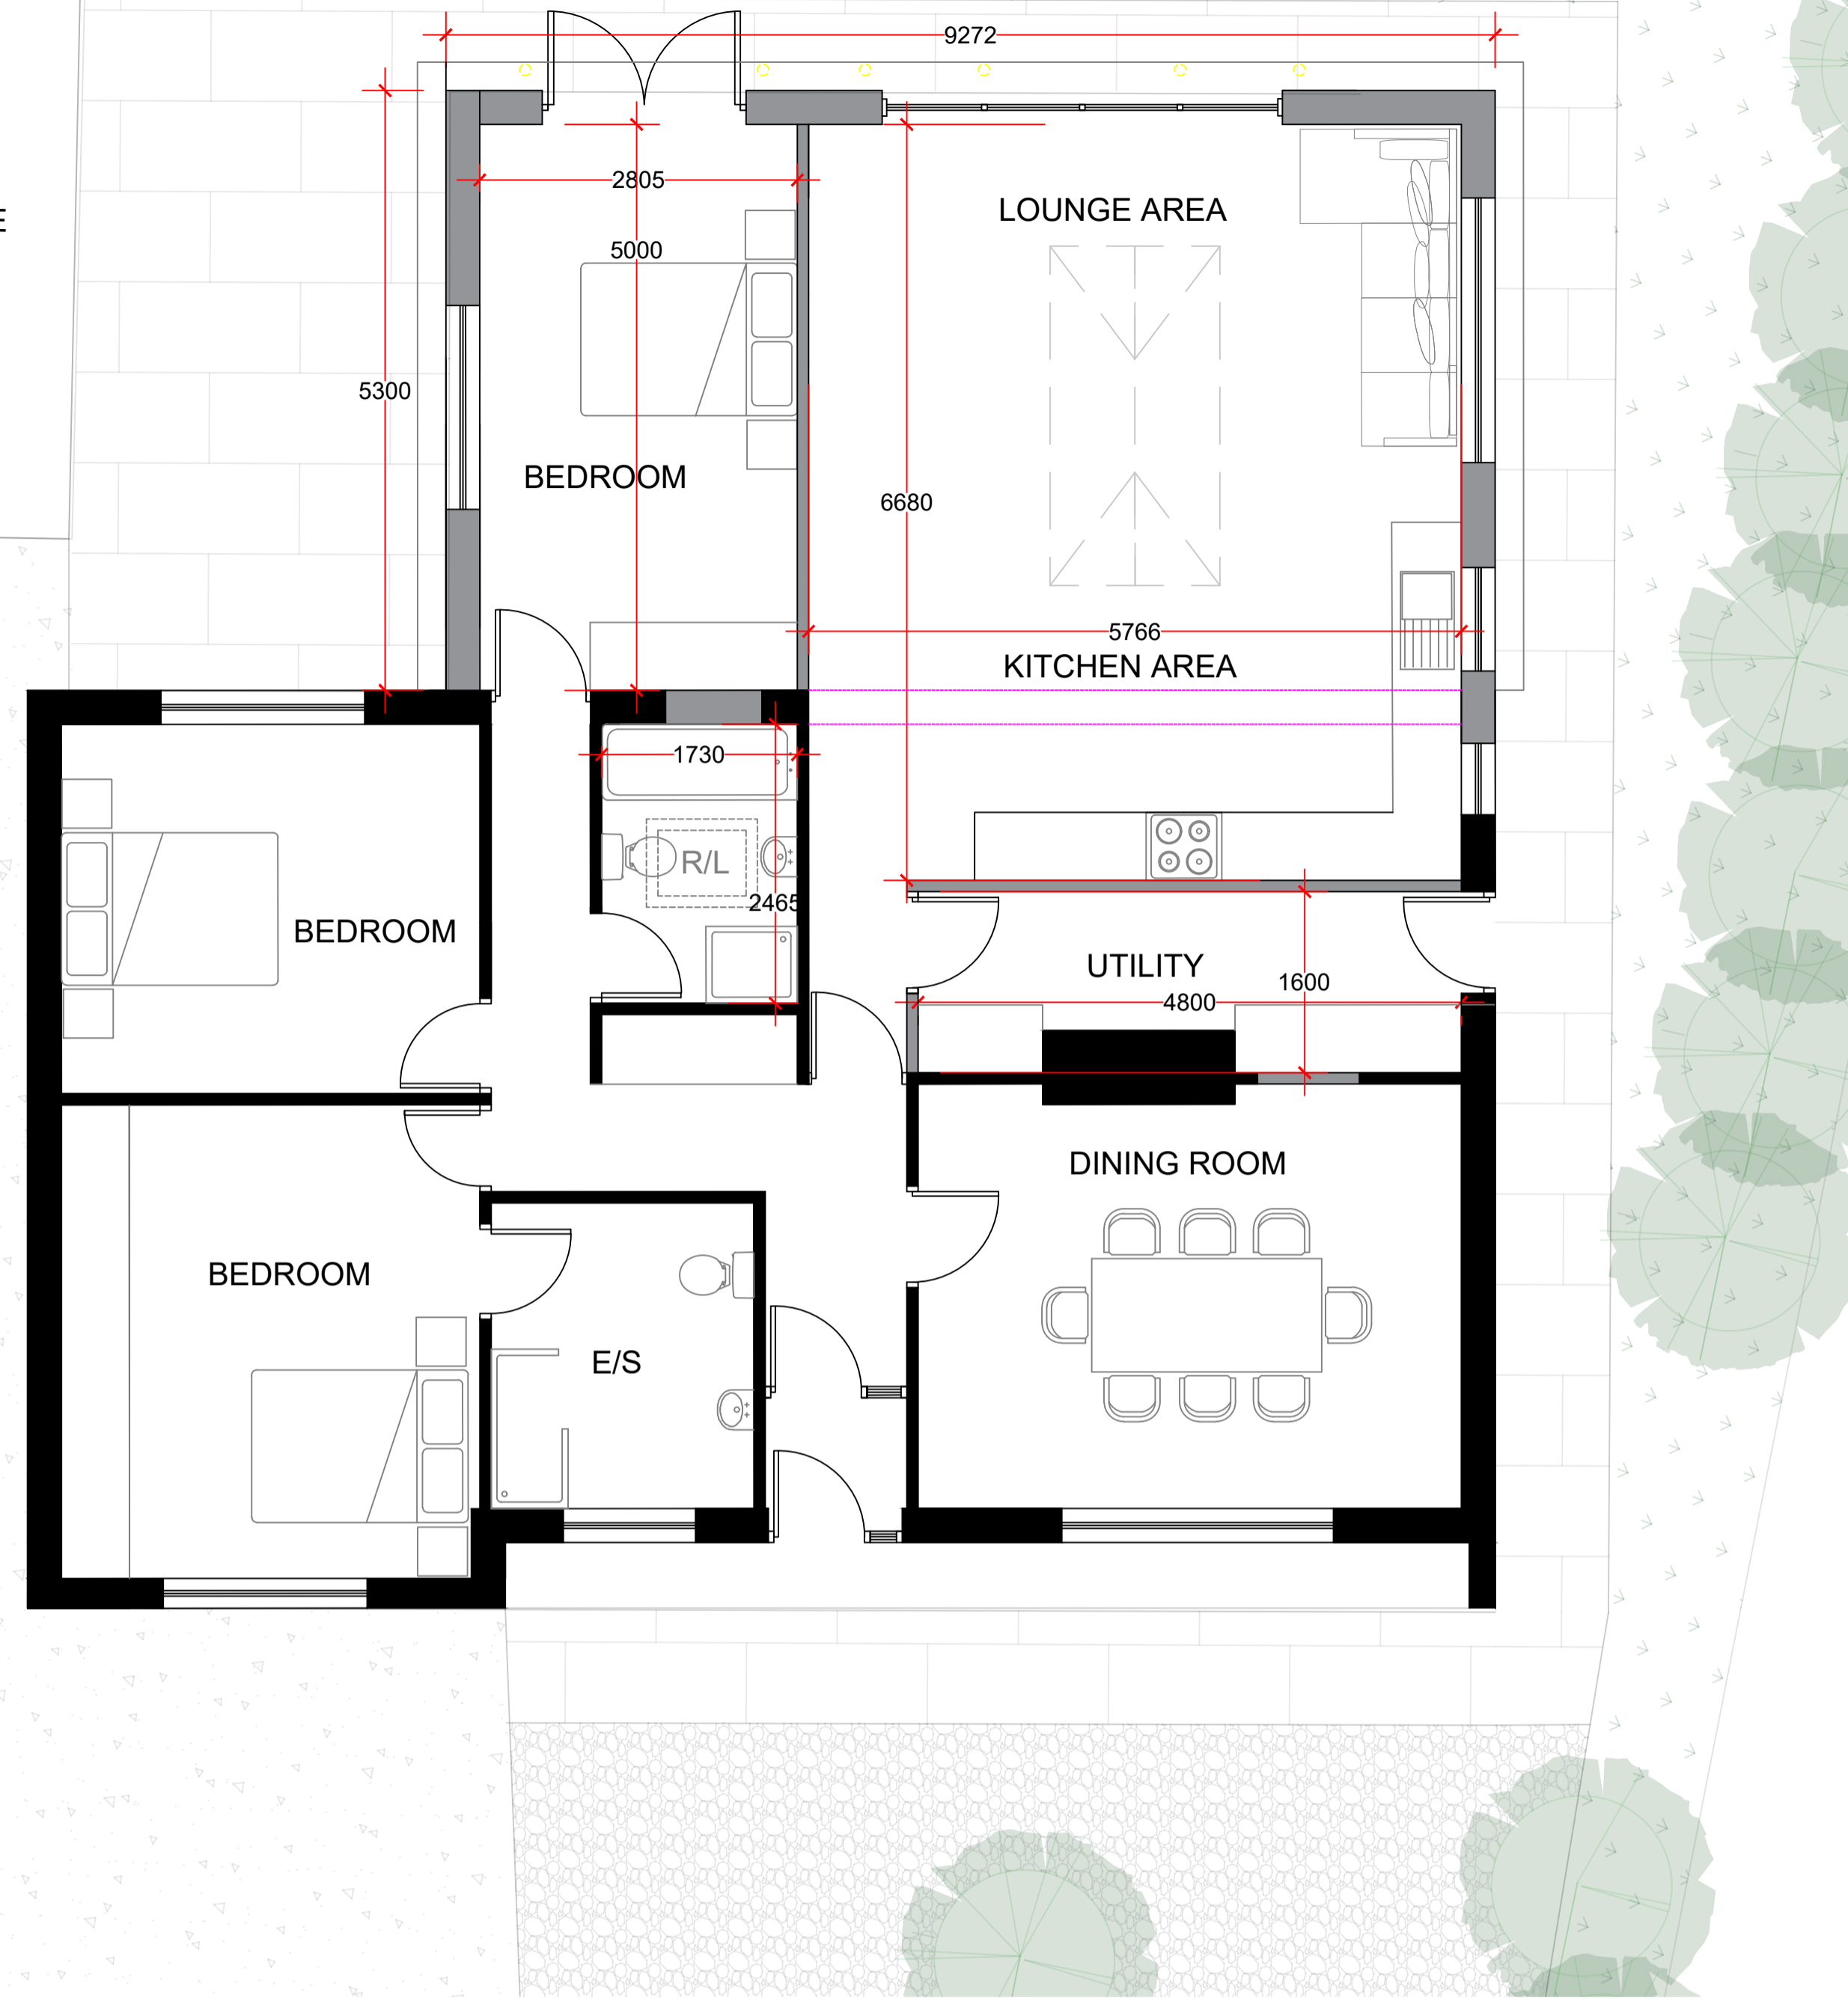 9272
E
2805
LOUNGE AREA
5000
5300
BEDROOM
6680
5766
KITCHEN AREA
1730
R/L
2465
BEDROOM
UTILITY
1600
4800
DINING ROOM
BEDROOM
E/S